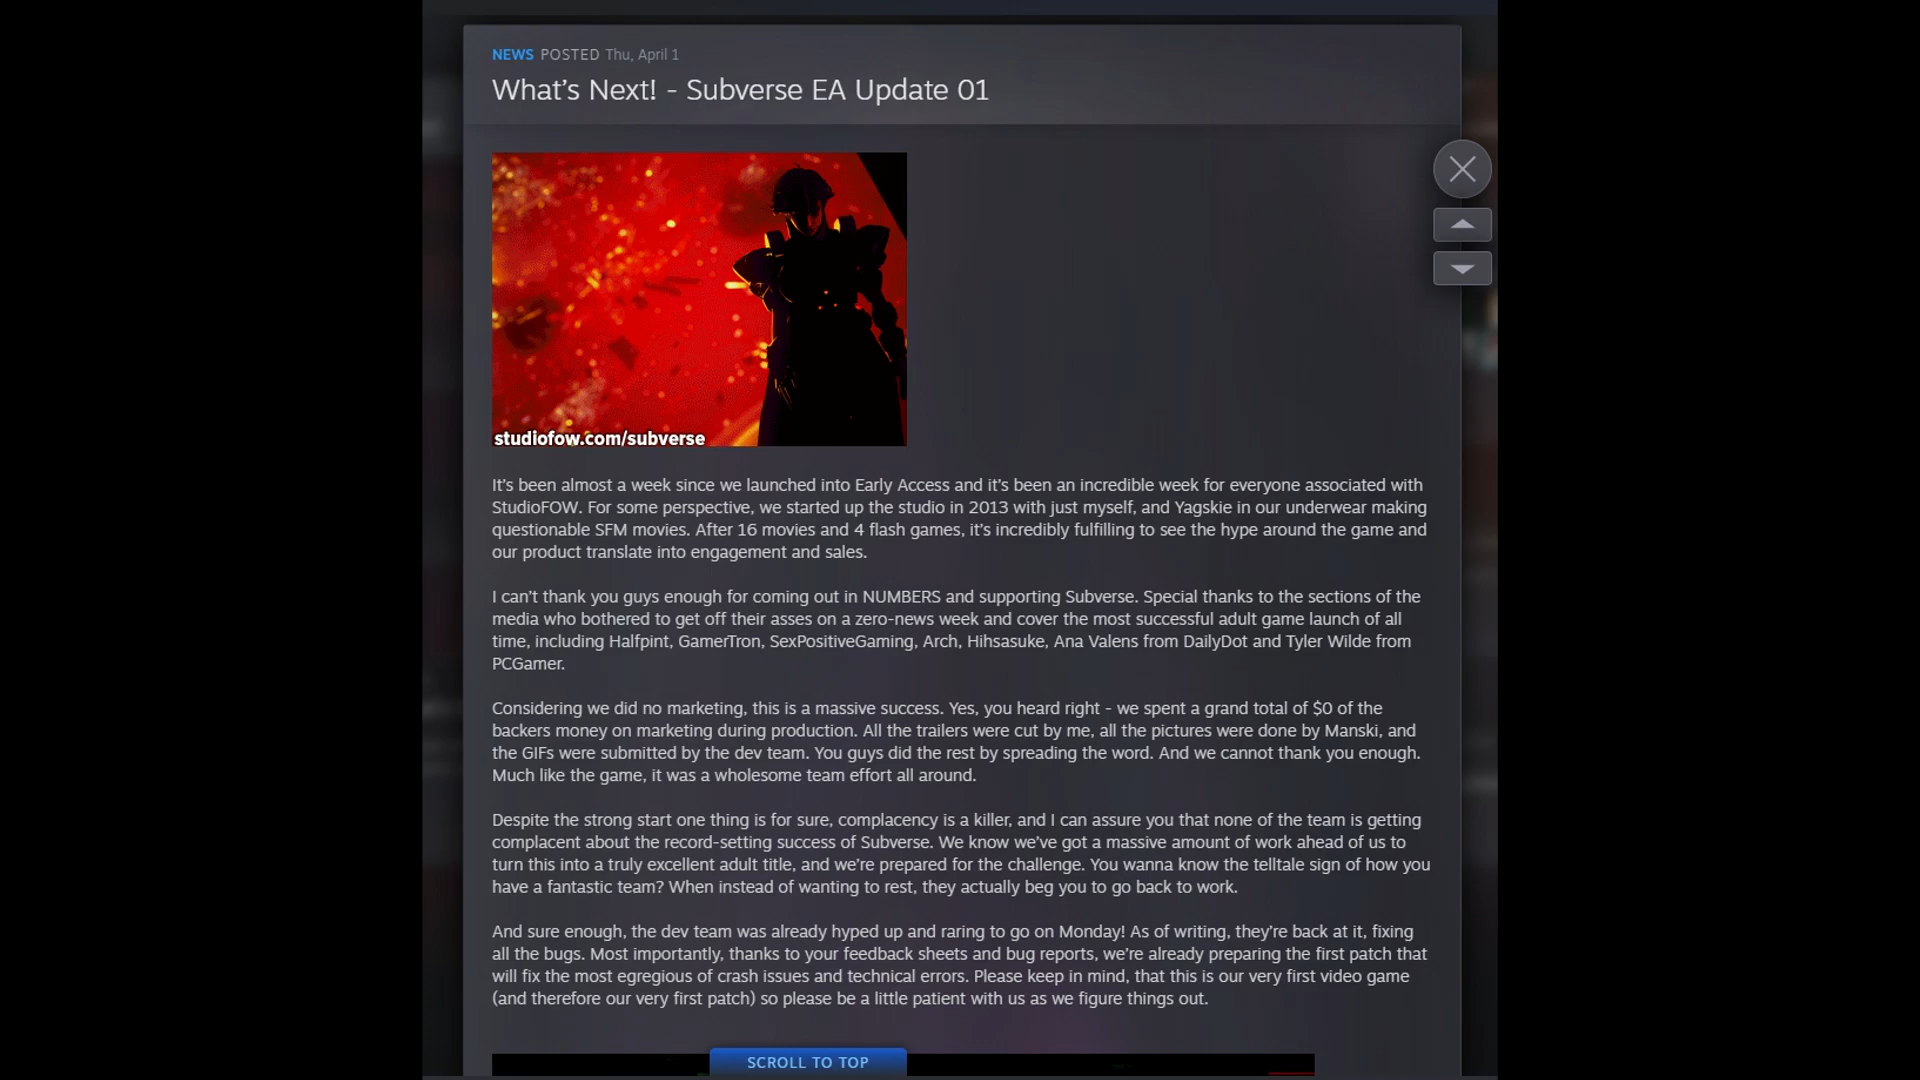 NEWS POSTED Thu, April 1
What's Next! - Subverse EA Update 01
studiofow.com/subverse
It's been almost a week since we launched into Early Access and it's been an incredible week for everyone associated with
StudioFOW. For some perspective, we started up the studio in 2013 with just myself, and Yagskie in our underwear making
questionable SFM movies. After 16 movies and 4 flash games, it's incredibly fulfilling to see the hype around the game and
our product translate into engagement and sales.
I can't thank you guys enough for coming out in NUMBERS and supporting Subverse. Special thanks to the sections of the
media who bothered to get off their asses on a zero-news week and cover the most successful adult game launch of all
time, including Halfpint, GamerTron, SexPositiveGaming, Arch, Hihsasuke, Ana Valens from DailyDot and Tyler Wilde from
PCGamer.
Considering we did no marketing, this is a massive success. Yes, you heard right - we spent a grand total of $0 of the
backers money on marketing during production. All the trailers were cut by me, all the pictures were done by Manski, and
the GIFs were submitted by the dev team. You guys did the rest by spreading the word. And we cannot thank you enough.
Much like the game, it was a wholesome team effort all around.
Despite the strong start one thing is for sure, complacency is a killer, and I can assure you that none of the team is getting
complacent about the record-setting success of Subverse. We know we've got a massive amount of work ahead of us to
turn this into a truly excellent adult title, and we're prepared for the challenge. You wanna know the telltale sign of how you
have a fantastic team? When instead of wanting to rest, they actually beg you to go back to work.
And sure enough, the dev team was already hyped up and raring to go on Monday! As of writing, they're back at it, fixing
all the bugs. Most importantly, thanks to your feedback sheets and bug reports, we're already preparing the first patch that
will fix the most egregious of crash issues and technical errors. Please keep in mind, that this is our very first video game
(and therefore our very first patch) so please be a little patient with us as we figure things out.
SCROLL TO TOP